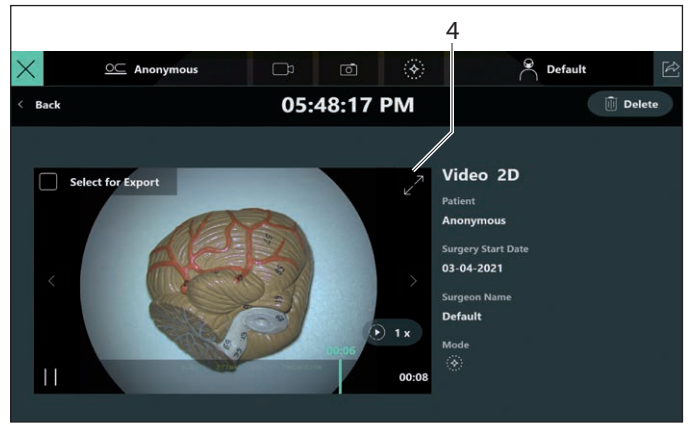 4
Anonymous
Default
Back
05:48:17 PM
Delete
Select for Export
Video 2D
Patient
Anonymous
Surgery Start Date
03-04-2021
Surgeon Name
Default
Mode
1 x
00:06
00:08